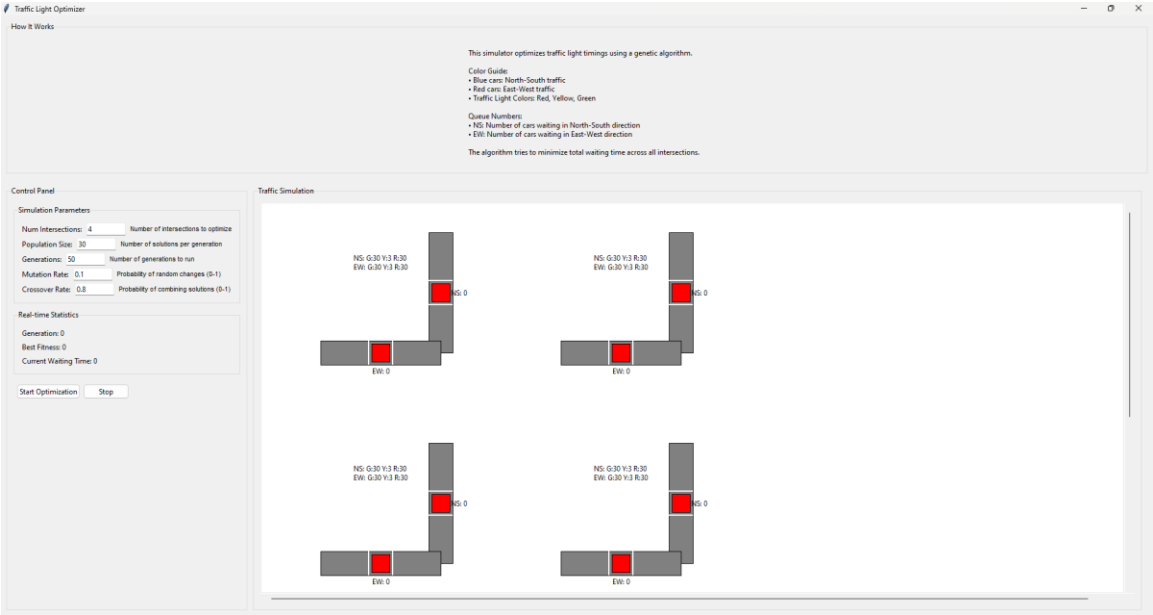 Traffic Light Optimizer
How It Works
This simulator optimizes traffic light timings using a genetic algorithm.
Color Guide:
• Blue cars: North-South traffic
• Red cars: East-West traffic
• Traffic Light Colors: Red, Yellow, Green
Queue Numbers:
• NS: Number of cars waiting in North-South direction
• EW: Number of cars waiting in East-West direction
The algorithm tries to minimize total waiting time across all intersections.
Control Panel
Simulation Parameters
Num Intersections: 4 Number of intersections to optimize
Population Size: 30 Number of solutions per generation
Generations: 50 Number of generations to run
Mutation Rate: 0.1 Probability of random changes (0-1)
Crossover Rate: 0.8 Probability of combining solutions (0-1)
Real-time Statistics
Generation: 0
Best Fitness: 0
Current Waiting Time: 0
Start Optimization Stop
Traffic Simulation
NS: G:30 Y:3 R:30
EW: G:30 Y:3 R:30
NS: 0
EW: 0
NS: G:30 Y:3 R:30
EW: G:30 Y:3 R:30
NS: 0
EW: 0
NS: G:30 Y:3 R:30
EW: G:30 Y:3 R:30
NS: 0
EW: 0
NS: G:30 Y:3 R:30
EW: G:30 Y:3 R:30
NS: 0
EW: 0